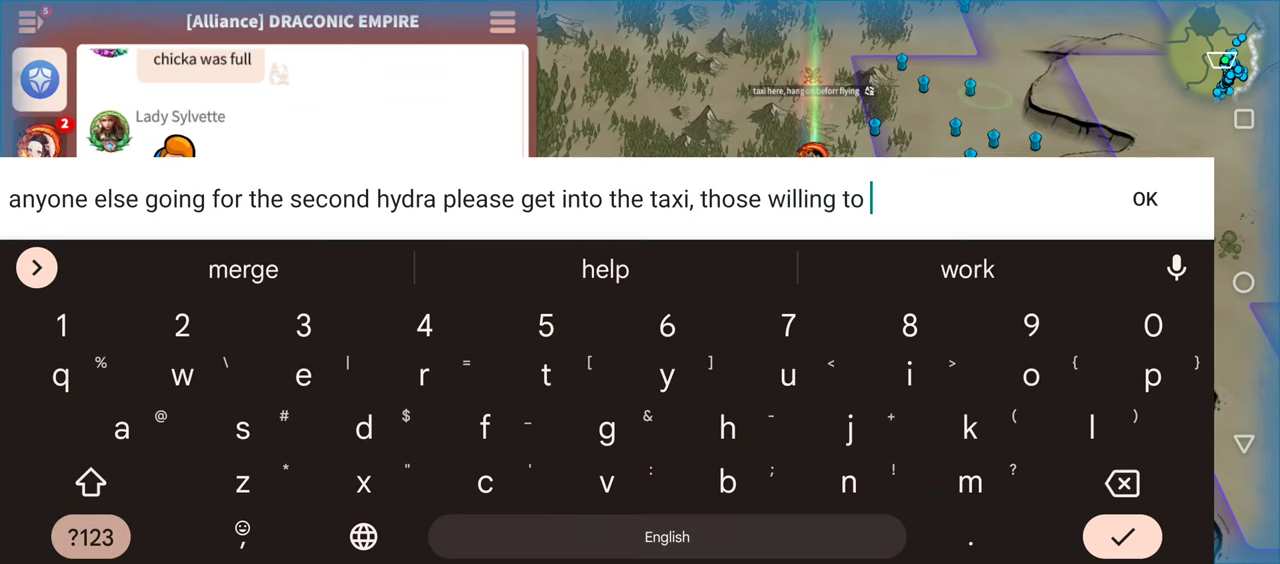 [Alliance] DRACONIC EMPIRE
chicka was full
2
Lady Sylvette
taxi here, hang on beforr flying
anyone else going for the second hydra please get into the taxi, those willing to
OK
merge help work
1 2 3 4 5 6 7 8 9 0
q % w \ e | r = t [ y ] u < i > o { p }
a @ s # d $ f - g & h - j + k ( l )
z * x " c ' v : b ; n ! m ?
?123 , English .